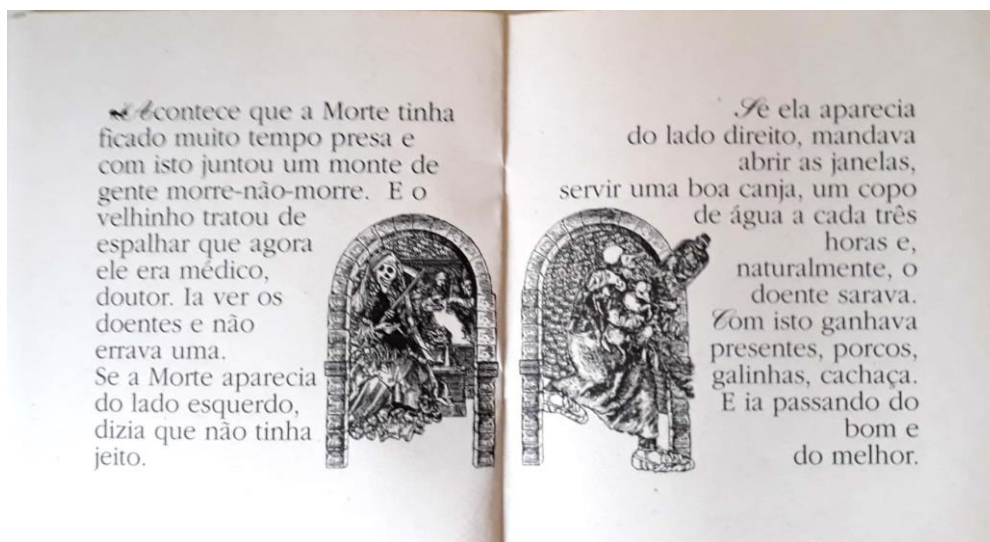 Acontece que a Morte tinha
ficado muito tempo presa e
com isto juntou um monte de
gente morre-não-morre. E o
velhinho tratou de
espalhar que agora
ele era médico,
doutor. Ia ver os
doentes e não
errava uma.
Se a Morte aparecia
do lado esquerdo,
dizia que não tinha
jeito.
Se ela aparecia
do lado direito, mandava
abrir as janelas,
servir uma boa canja, um copo
de água a cada três
horas e,
naturalmente, o
doente sarava.
Com isto ganhava
presentes, porcos,
galinhas, cachaça.
E ia passando do
bom e
do melhor.